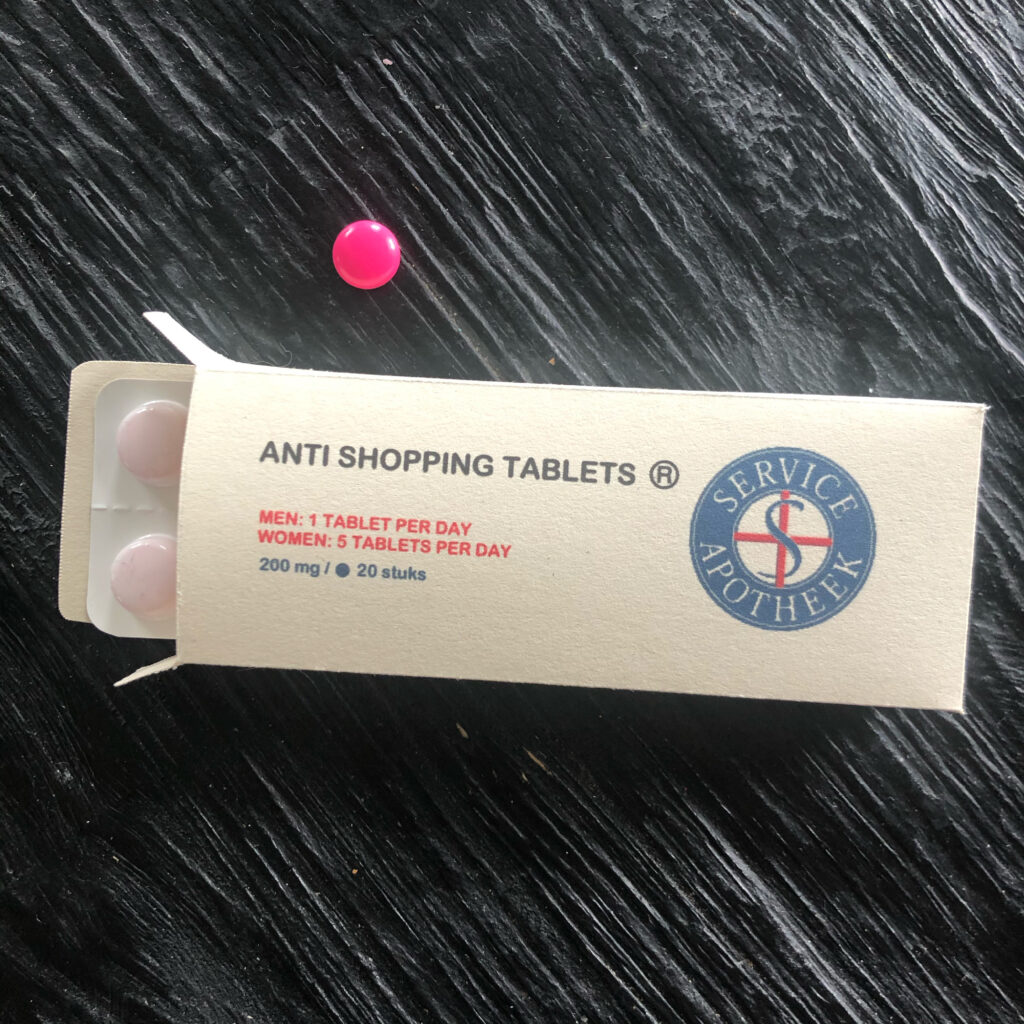 ANTI SHOPPING TABLETS ®
MEN: 1 TABLET PER DAY
WOMEN: 5 TABLETS PER DAY
200 mg / ● 20 stuks
SERVICE
APOTHEEK
S